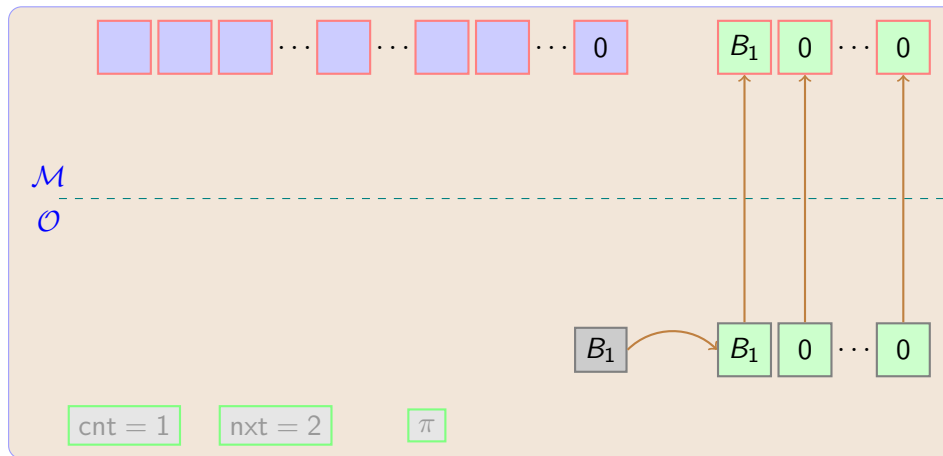 ··· ··· ··· 0 B₁ 0 ··· 0
ℳ
𝒪
B₁ B₁ 0 ··· 0
cnt = 1 nxt = 2 π